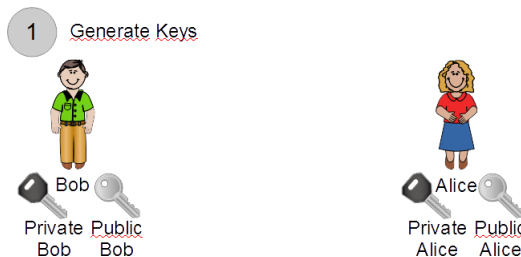 1 Generate Keys
Bob
Alice
Private Public
Bob Bob
Private Public
Alice Alice